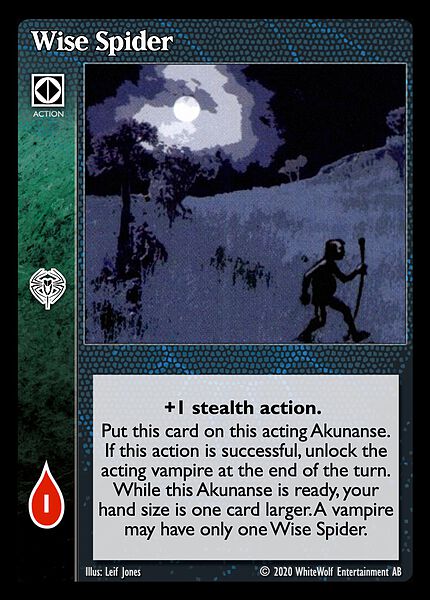 Wise Spider
ACTION
+1 stealth action.
Put this card on this acting Akunanse.
If this action is successful, unlock the
acting vampire at the end of the turn.
While this Akunanse is ready, your
hand size is one card larger. A vampire
may have only one Wise Spider.
1
Illus: Leif Jones © 2020 WhiteWolf Entertainment AB